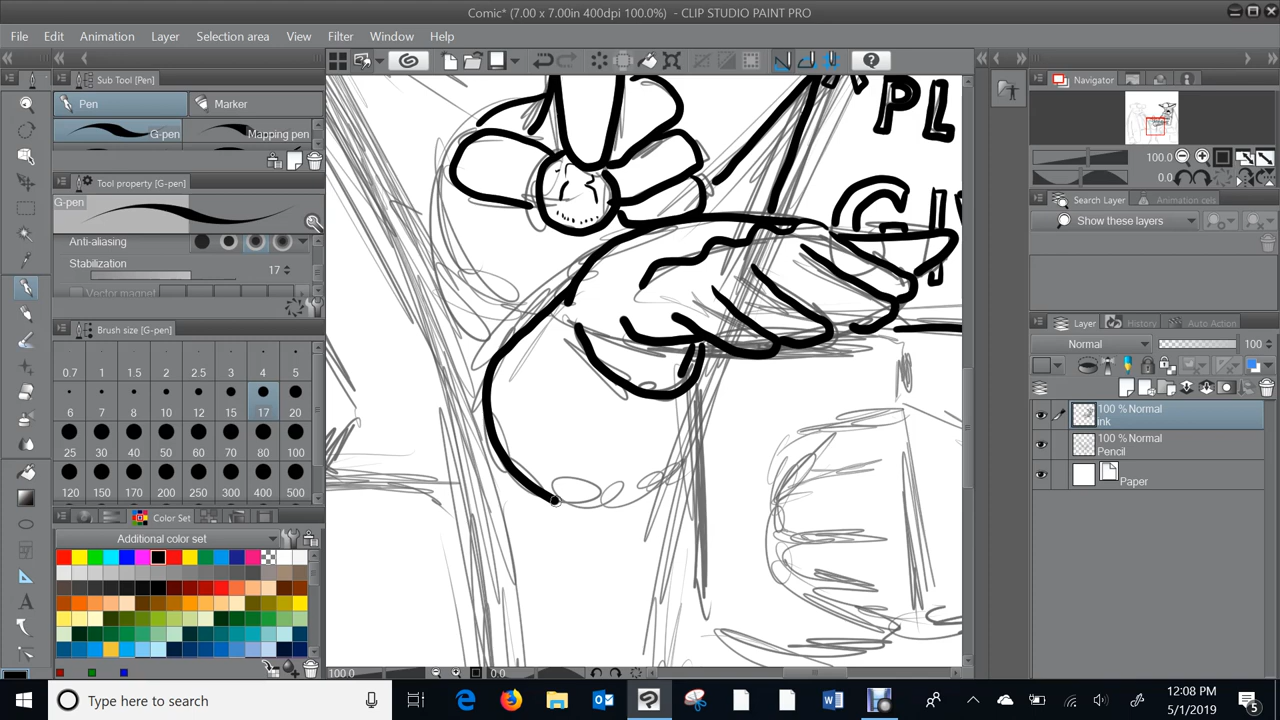 Comic* (7.00 x 7.00in 400dpi 100.0%) - CLIP STUDIO PAINT PRO
File Edit Animation Layer Selection area View Filter Window Help
Sub Tool [Pen]
Pen Marker
G-pen Mapping pen
Tool property [G-pen]
G-pen
Anti-aliasing
Stabilization 17
Vector magnet
Brush size [G-pen]
0.7 1 1.5 2 2.5 3 4 5
6 7 8 10 12 15 17 20
25 30 40 50 60 70 80 100
120 150 170 200 250 300 400 500
Color Set
Additional color set
PL
GI
100.0 0.0
Navigator
100.0
0.0
Search Layer Animation cels
Show these layers
Layer History Auto Action
Normal 100
100 % Normal
ink
100 % Normal
Pencil
Paper
Type here to search
12:08 PM
5/1/2019
5